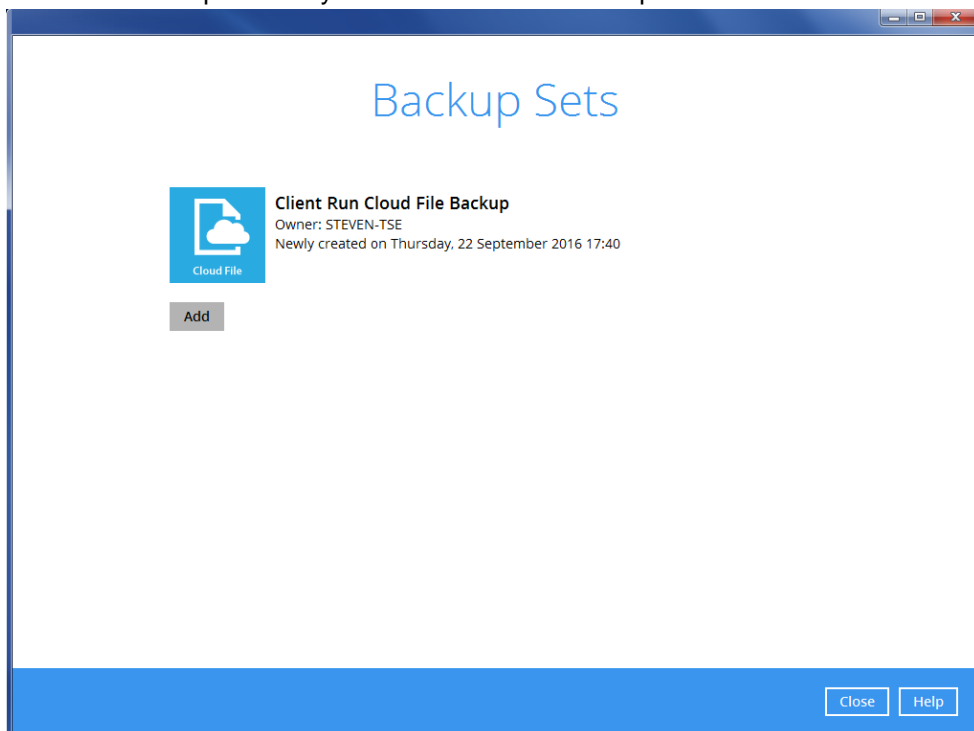 Backup Sets
Client Run Cloud File Backup
Owner: STEVEN-TSE
Newly created on Thursday, 22 September 2016 17:40
Cloud File
Add
Close Help